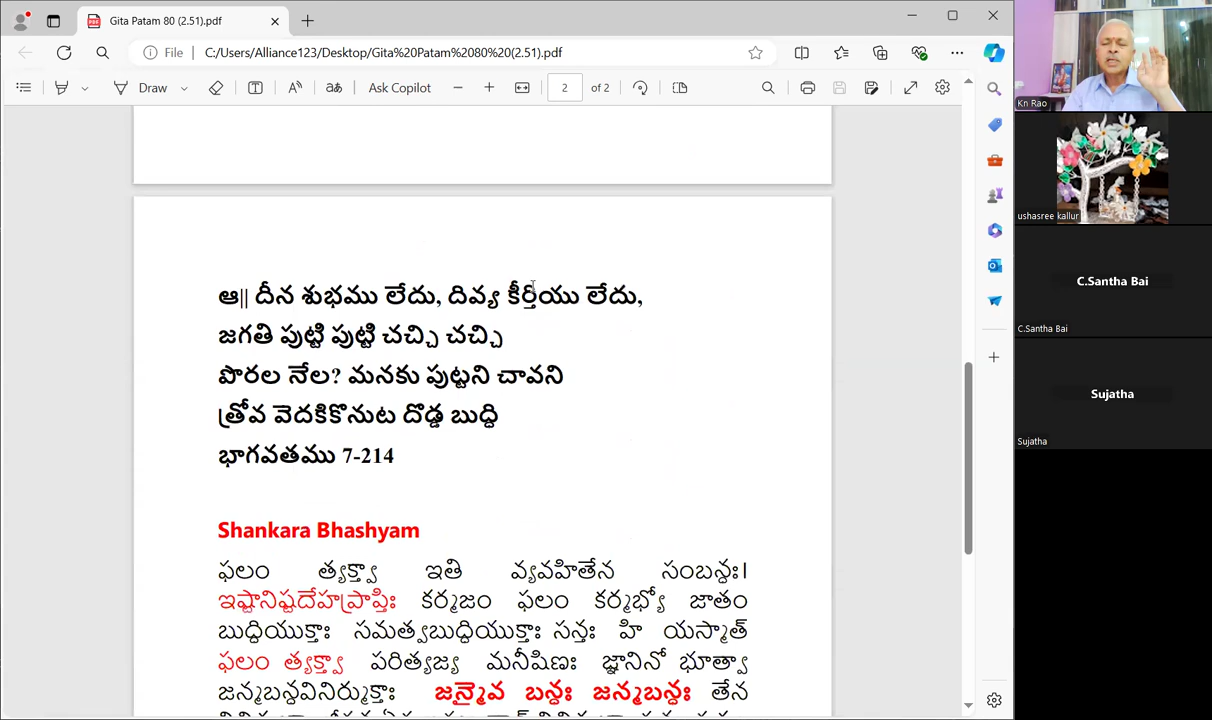 Gita Patam 80 (2.51).pdf
File
C:/Users/Alliance123/Desktop/Gita%20Patam%2080%20(2.51).pdf
Draw
Ask Copilot
2 of 2
Kn Rao
ushasree kallur
C.Santha Bai
C.Santha Bai
Sujatha
Sujatha
ఆ|| దీన శుభము లేదు, దివ్య కీర్తియు లేదు,
జగతి పుట్టి పుట్టి చచ్చి చచ్చి
పొరల నేల? మనకు పుట్టని చావని
త్రోవ వెదకికొనుట దొడ్డ బుద్ధి
భాగవతము 7-214
Shankara Bhashyam
ఫలం త్యక్త్వా ఇతి వ్యవహితేన సంబన్ధః।
ఇష్టానిష్టదేహప్రాప్తిః కర్మజం ఫలం కర్మభ్యో జాతం
బుద్ధియుక్తాః సమత్వబుద్ధియుక్తాః సన్తః హి యస్మాత్
ఫలం త్యక్త్వా పరిత్యజ్య మనీషిణః జ్ఞానినో భూత్వా
జన్మబన్ధవినిర్ముక్తాః జన్మైవ బన్ధః జన్మబన్ధః తేన